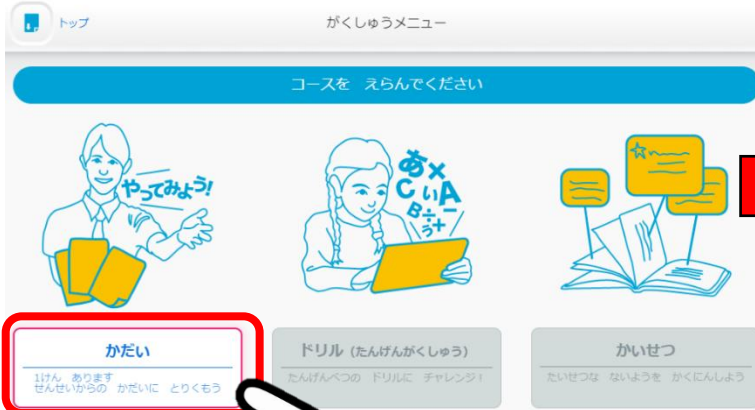 トップ
がくしゅうメニュー
コースを えらんでください
やってみよう!
あ×
CいA
B÷-
う+
かだい
1けん あります
せんせいからの かだいに とりくもう
ドリル (たんげんがくしゅう)
たんげんべつの ドリルに チャレンジ!
かいせつ
たいせつな ないようを かくにんしよう